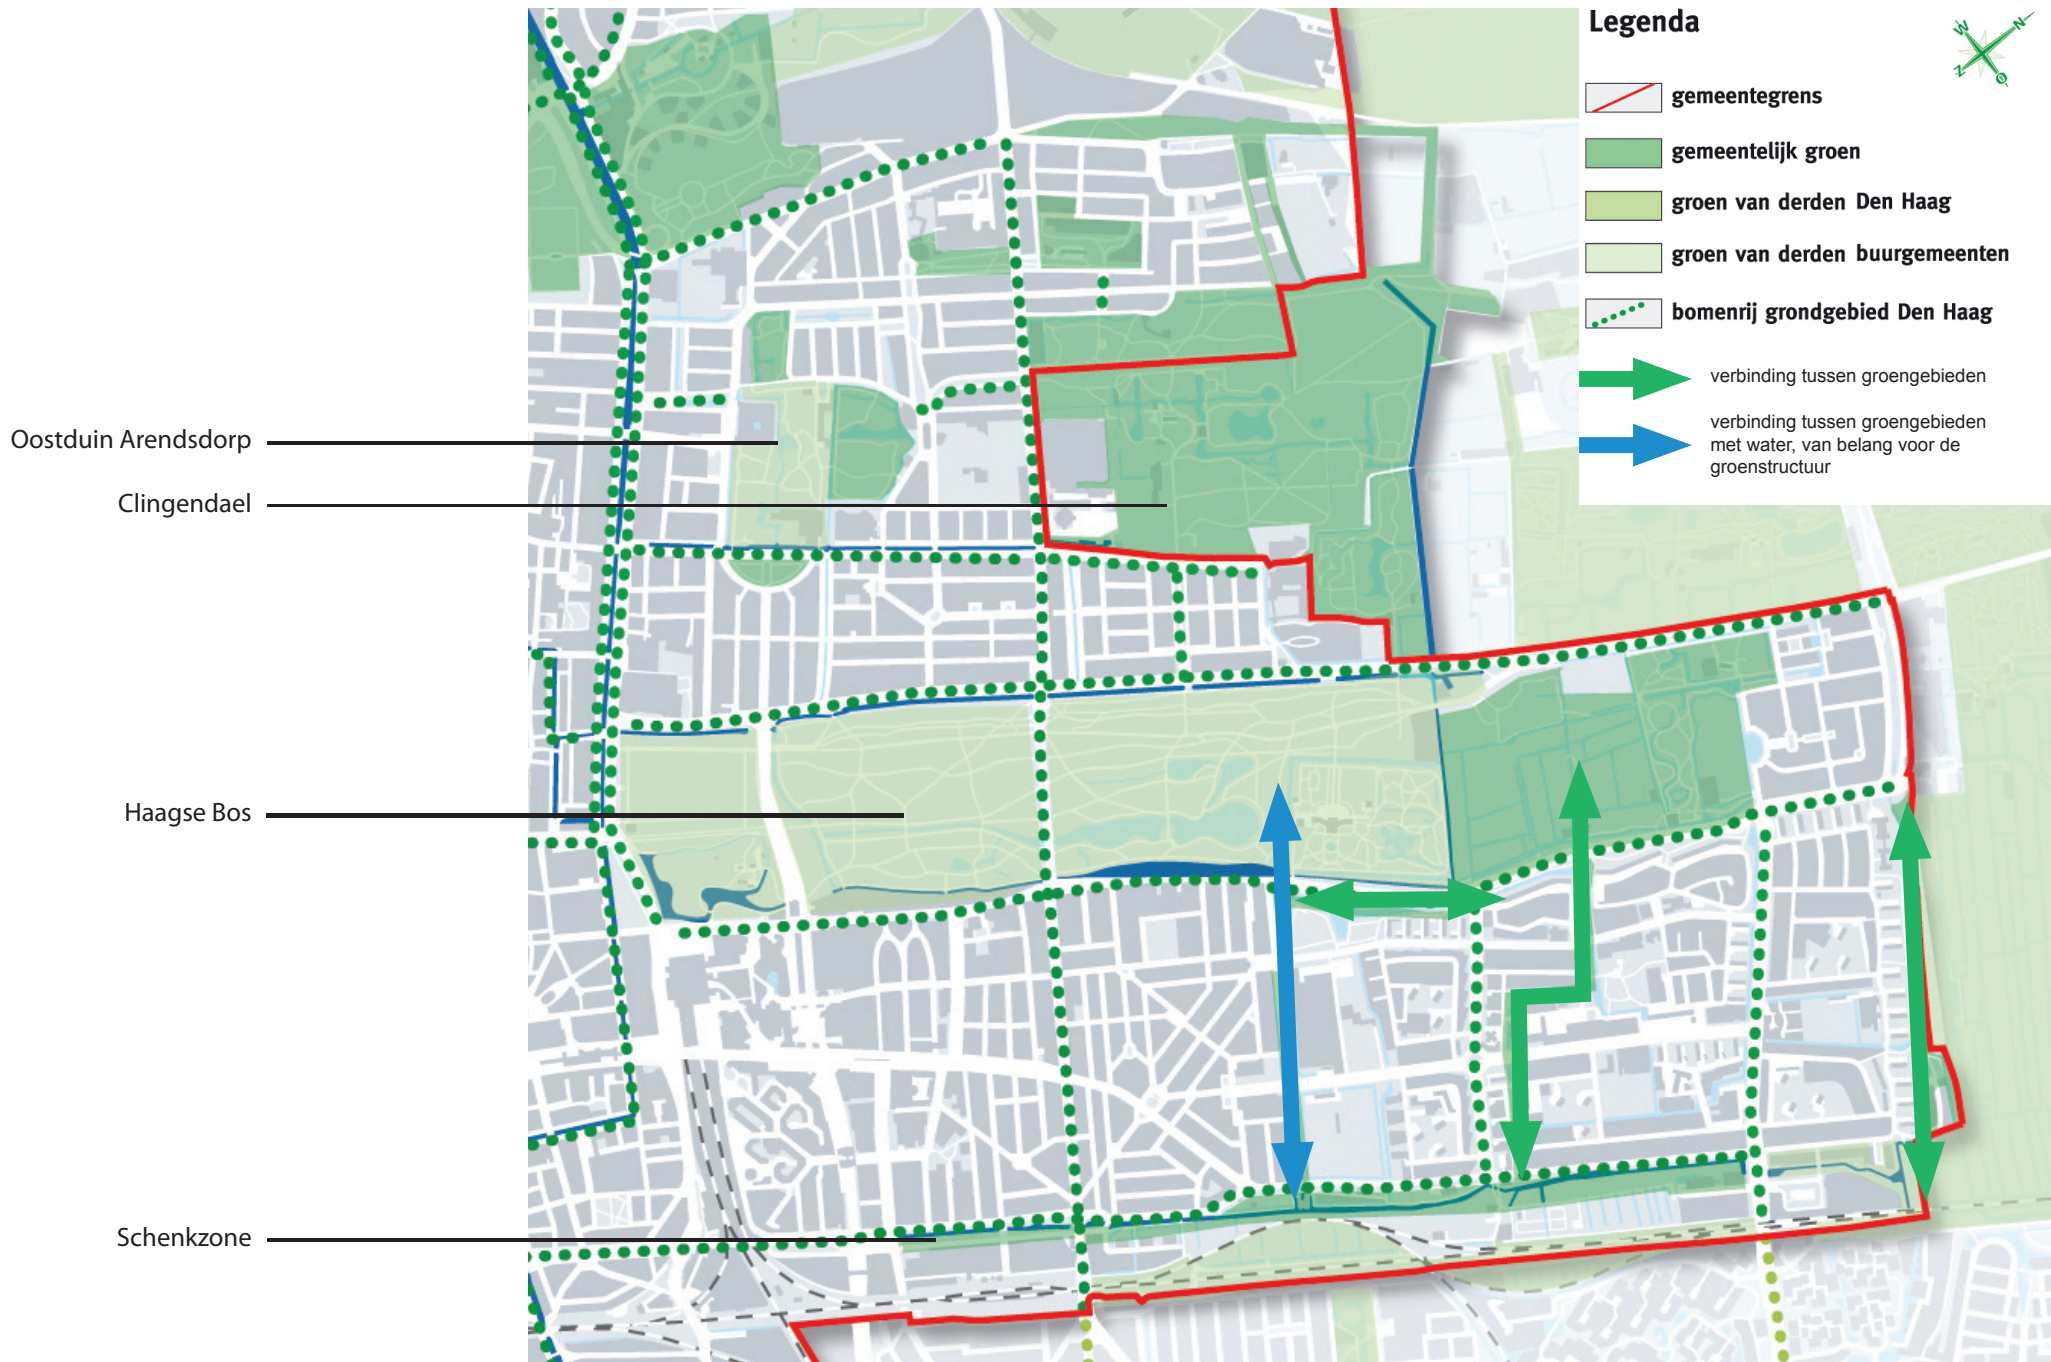 Legenda
W
N
Z
O
gemeentegrens
gemeentelijk groen
groen van derden Den Haag
groen van derden buurgemeenten
bomenrij grondgebied Den Haag
verbinding tussen groengebieden
verbinding tussen groengebieden
met water, van belang voor de
groenstructuur
Oostduin Arendsdorp
Clingendael
Haagse Bos
Schenkzone